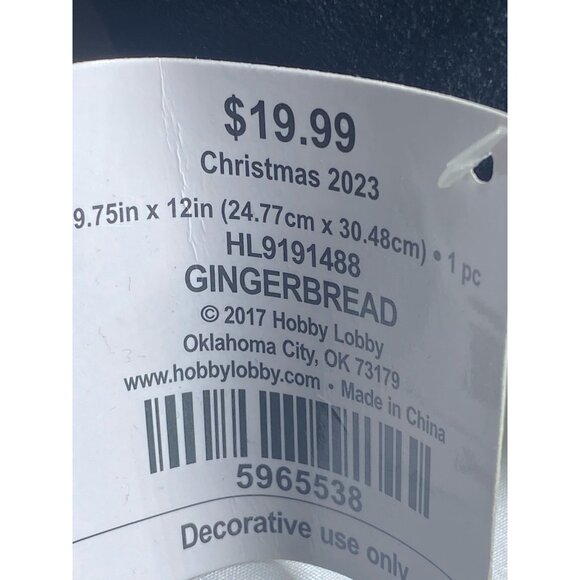 $19.99
Christmas 2023
9.75in x 12in (24.77cm x 30.48cm) • 1 pc
HL9191488
GINGERBREAD
© 2017 Hobby Lobby
Oklahoma City, OK 73179
www.hobbylobby.com • Made in China
5965538
Decorative use only